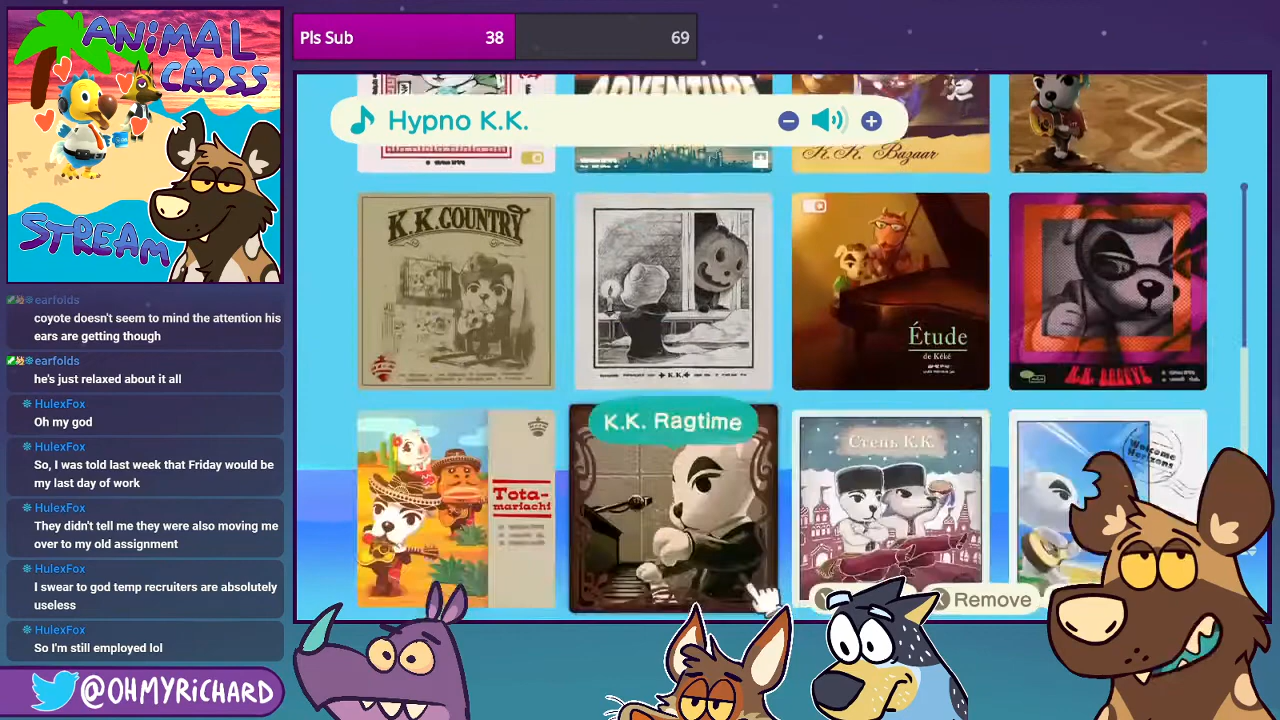 ANiMAL
CROSS
STREAM
Pls Sub 38 69
Hypno K.K.
ADVENTURE
K.K. Bazaar
K.K.COUNTRY
K.K.
Étude
de Kéké
K.K. GROOVE
K.K. Ragtime
Tota-
mariachi
Степь К.К.
Welcome
Horizons
Remove
earfolds
coyote doesn't seem to mind the attention his
ears are getting though
earfolds
he's just relaxed about it all
HulexFox
Oh my god
HulexFox
So, I was told last week that Friday would be
my last day of work
HulexFox
They didn't tell me they were also moving me
over to my old assignment
HulexFox
I swear to god temp recruiters are absolutely
useless
HulexFox
So I'm still employed lol
@OHMYRiCHARD